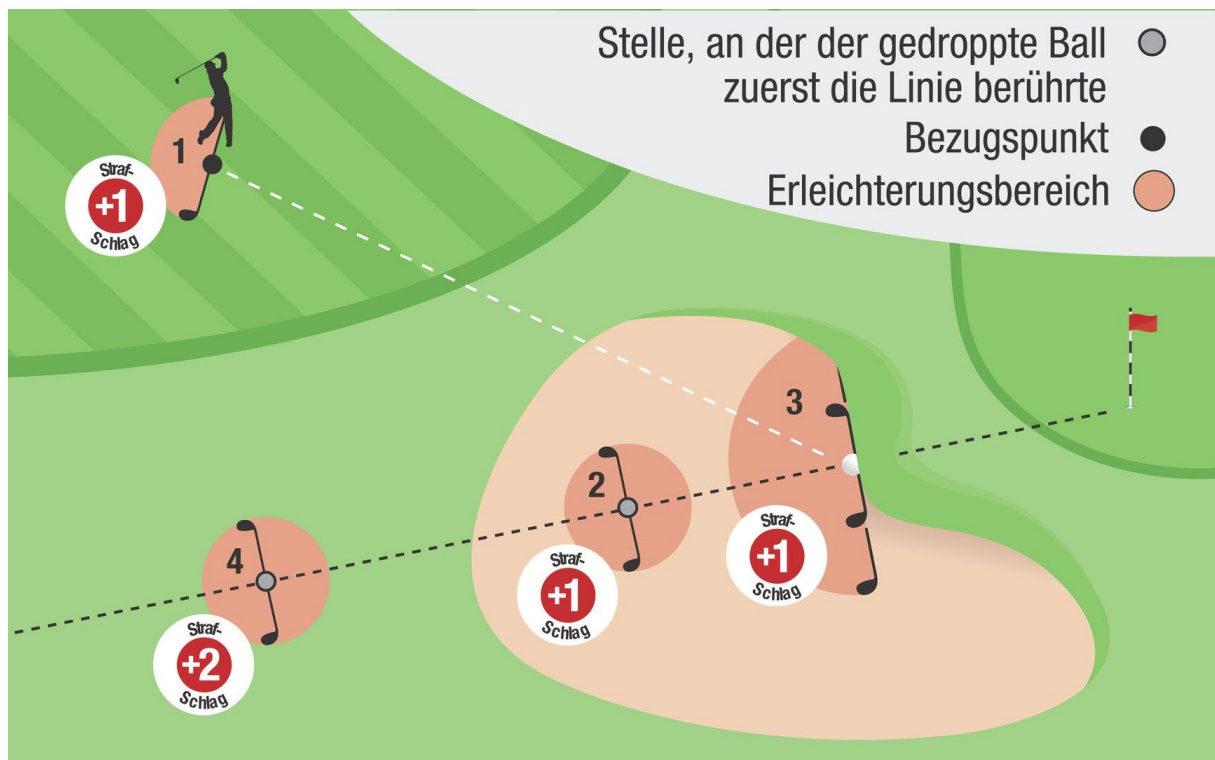 Stelle, an der der gedroppte Ball
zuerst die Linie berührte
Bezugspunkt
Erleichterungsbereich
1
Straf-
+1
Schlag
3
2
Straf-
+1
Schlag
4
Straf-
+1
Schlag
Straf-
+2
Schlag